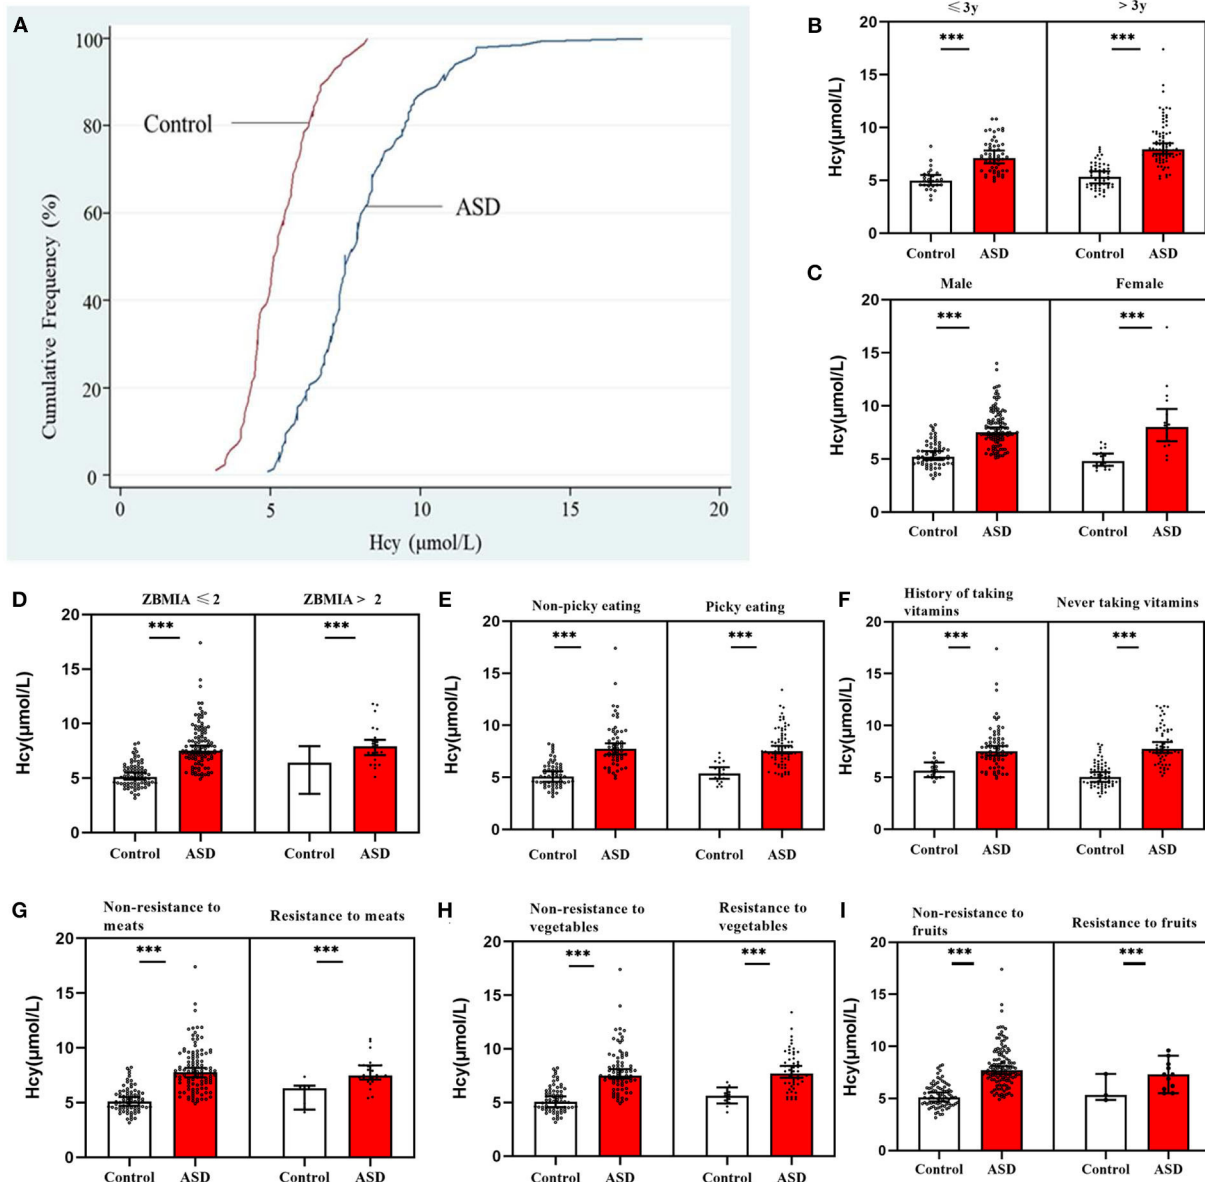 A
100
80
60
40
20
0
Cumulative Frequency (%)
Control
ASD
0 5 10 15 20
Hcy (μmol/L)
B
≤ 3y > 3y
*** ***
20
15
10
5
0
Hcy(μmol/L)
Control ASD Control ASD
C
Male Female
*** ***
20
15
10
5
0
Hcy(μmol/L)
Control ASD Control ASD
D
ZBMIA ≤ 2 ZBMIA > 2
*** ***
20
15
10
5
0
Hcy(μmol/L)
Control ASD Control ASD
E
Non-picky eating Picky eating
*** ***
20
15
10
5
0
Hcy(μmol/L)
Control ASD Control ASD
F
History of taking
vitamins
Never taking vitamins
*** ***
20
15
10
5
0
Hcy(μmol/L)
Control ASD Control ASD
G
Non-resistance to
meats
Resistance to meats
*** ***
20
15
10
5
0
Hcy(μmol/L)
Control ASD Control ASD
H
Non-resistance to
vegetables
Resistance to
vegetables
*** ***
20
15
10
5
0
Hcy(μmol/L)
Control ASD Control ASD
I
Non-resistance to
fruits
Resistance to fruits
*** ***
20
15
10
5
0
Hcy(μmol/L)
Control ASD Control ASD